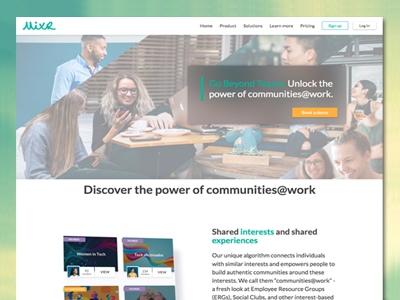 Mixr
Home Product Solutions Learn more Pricing Sign up Log in
Go Beyond Teams. Unlock the
power of communities@work.
Book a demo
Discover the power of communities@work
Shared interests and shared
experiences
Our unique algorithm connects individuals
with similar interests and empowers people to
build authentic communities around these
interests. We call them "communities@work" -
a fresh look at Employee Resource Groups
(ERGs), Social Clubs, and other interest-based
Women in Tech
VIEW
VIEW